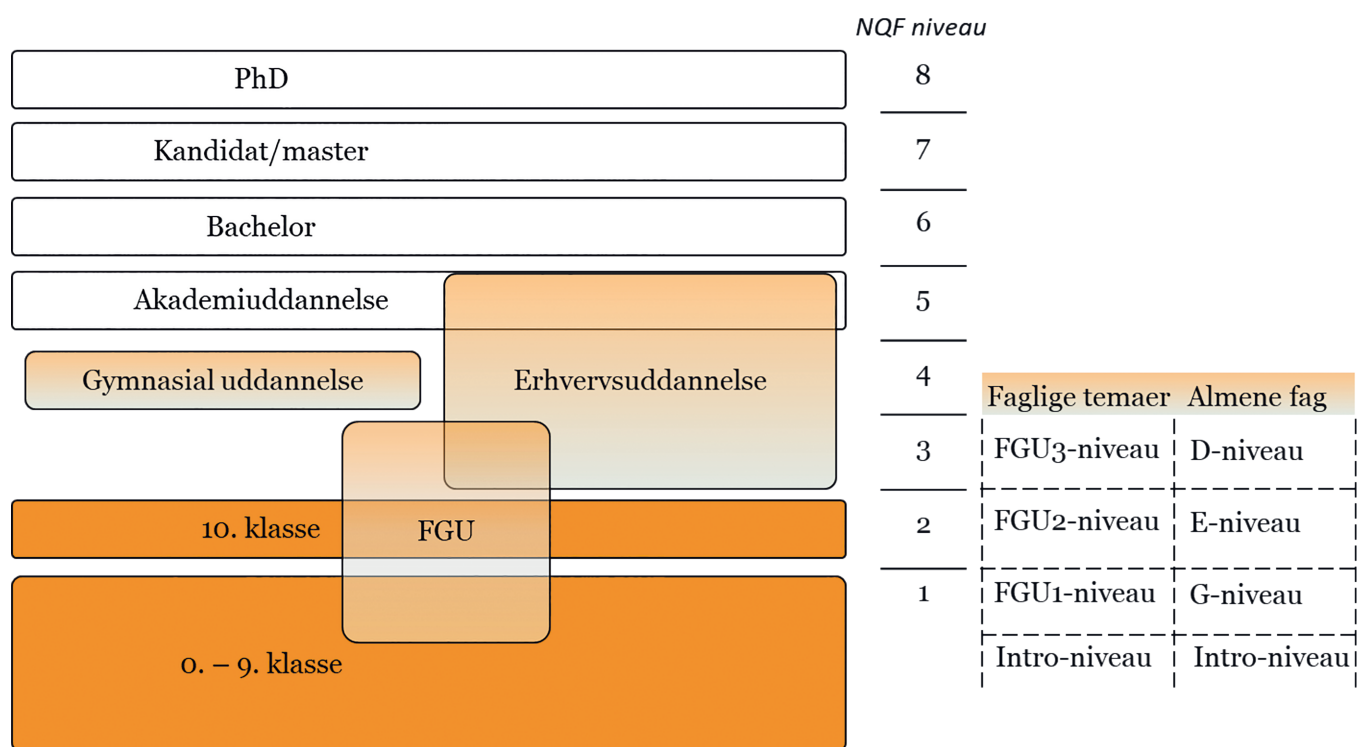 NQF niveau
PhD
8
Kandidat/master
7
Bachelor
6
Akademiuddannelse
5
Gymnasial uddannelse
Erhvervsuddannelse
4
Faglige temaer
Almene fag
3
FGU3-niveau
D-niveau
10. klasse
FGU
2
FGU2-niveau
E-niveau
1
FGU1-niveau
G-niveau
0. – 9. klasse
Intro-niveau
Intro-niveau